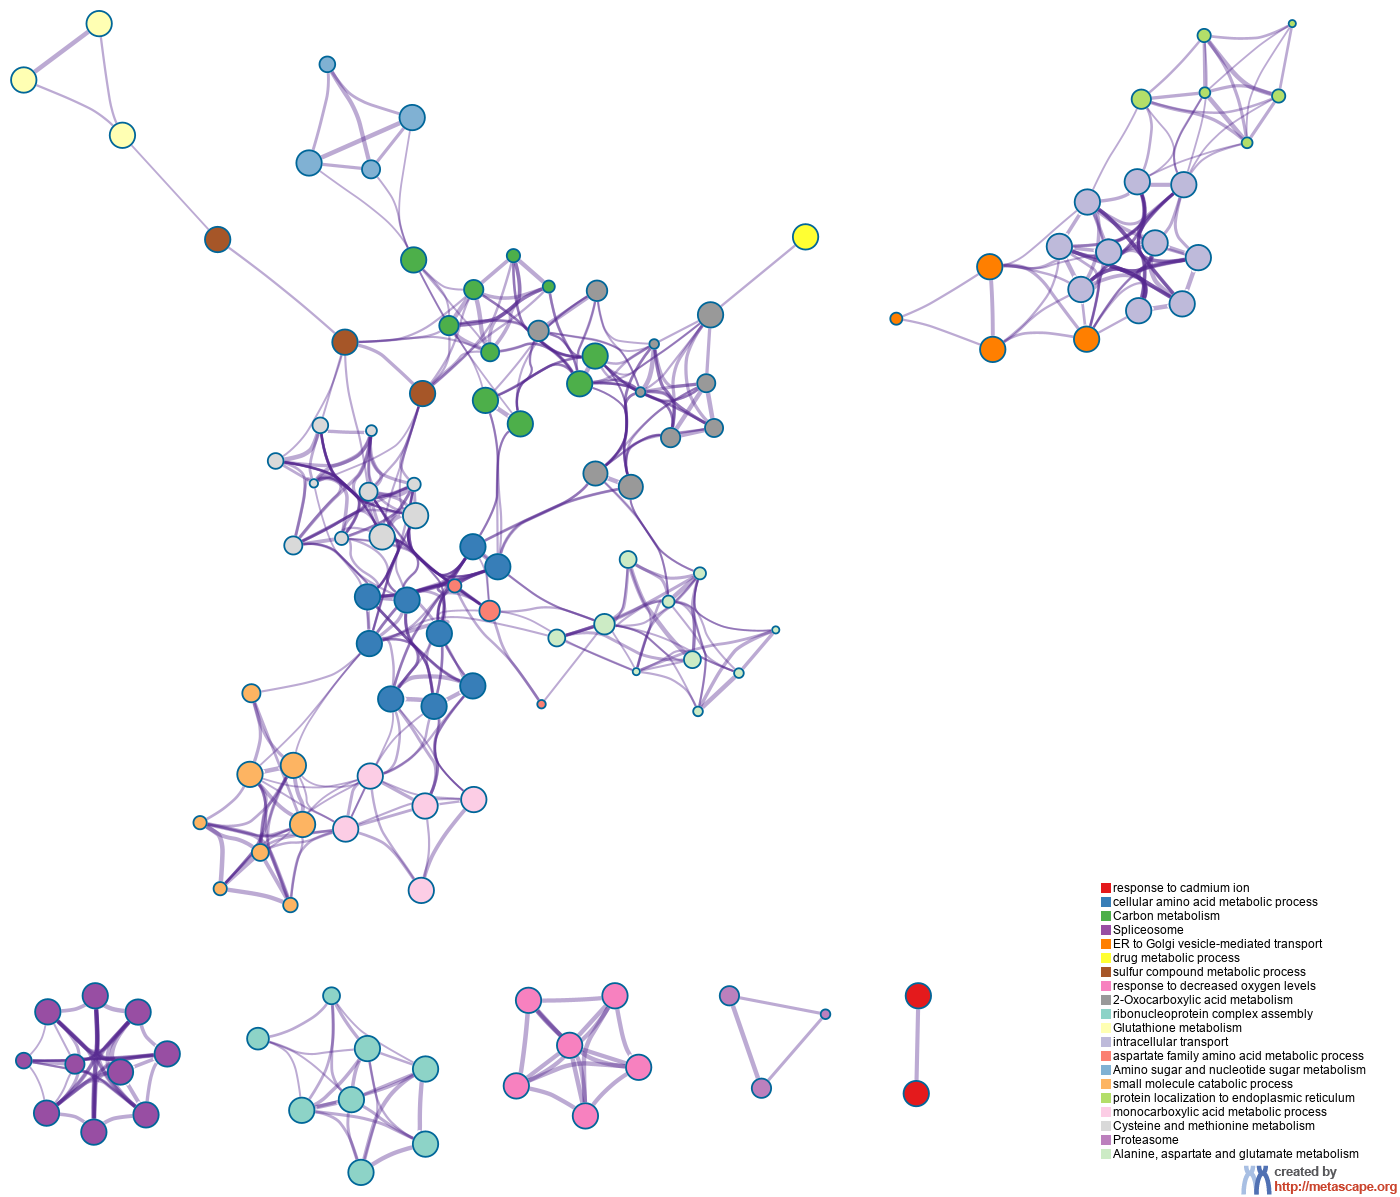 response to cadmium ion
cellular amino acid metabolic process
Carbon metabolism
Spliceosome
ER to Golgi vesicle-mediated transport
drug metabolic process
sulfur compound metabolic process
response to decreased oxygen levels
2-Oxocarboxylic acid metabolism
ribonucleoprotein complex assembly
Glutathione metabolism
intracellular transport
aspartate family amino acid metabolic process
Amino sugar and nucleotide sugar metabolism
small molecule catabolic process
protein localization to endoplasmic reticulum
monocarboxylic acid metabolic process
Cysteine and methionine metabolism
Proteasome
Alanine, aspartate and glutamate metabolism
created by
http://metascape.org